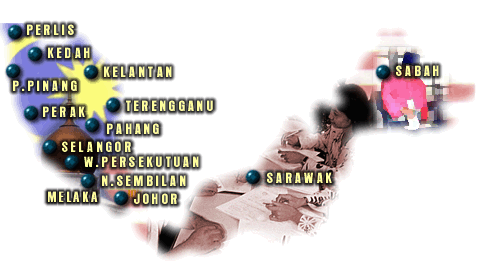 PERLIS
KEDAH
P.PINANG
KELANTAN
SABAH
PERAK
TERENGGANU
PAHANG
SELANGOR
W.PERSEKUTUAN
N.SEMBILAN
SARAWAK
MELAKA
JOHOR